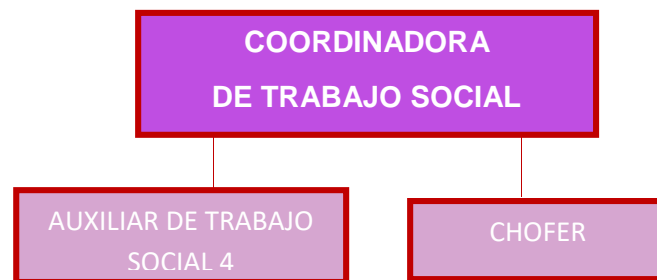 COORDINADORA
DE TRABAJO SOCIAL
AUXILIAR DE TRABAJO
SOCIAL 4
CHOFER